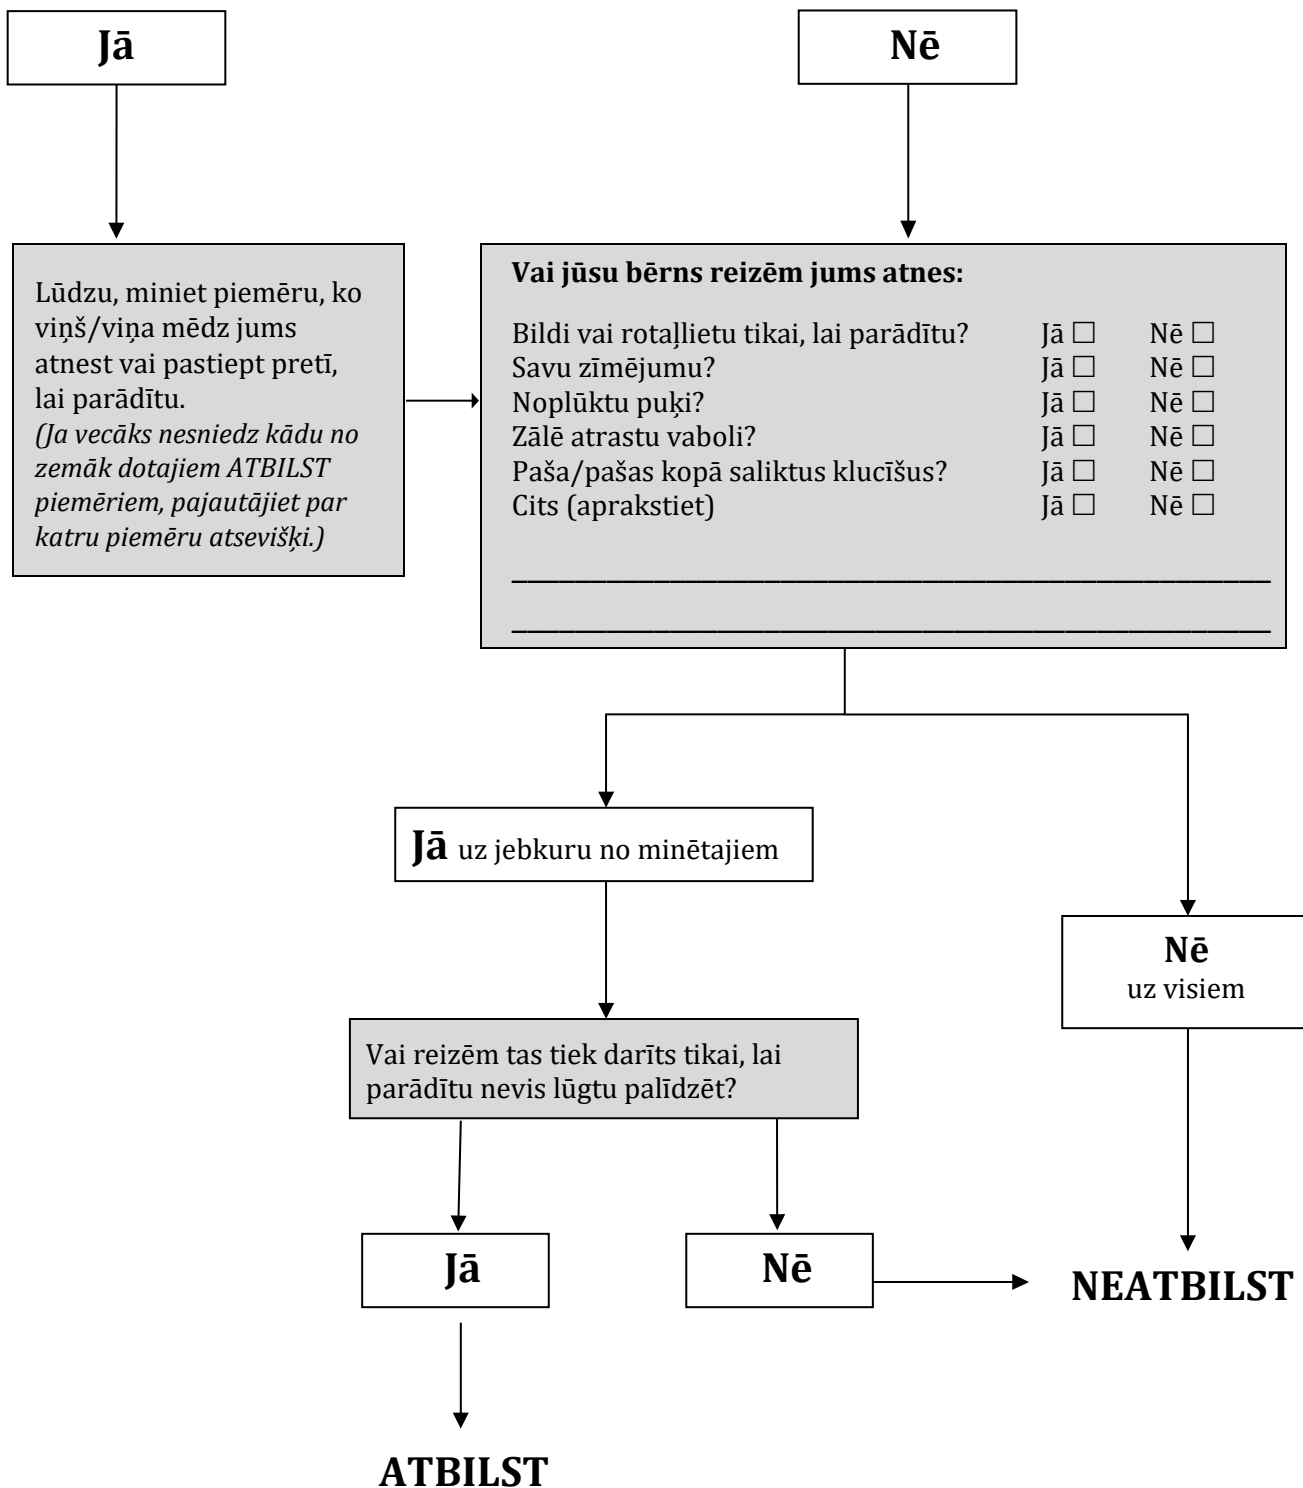 Jā
Nē
Lūdzu, miniet piemēru, ko
viņš/viņa mēdz jums
atnest vai pastiept pretī,
lai parādītu.
(Ja vecāks nesniedz kādu no
zemāk dotajiem ATBILST
piemēriem, pajautājiet par
katru piemēru atsevišķi.)
Vai jūsu bērns reizēm jums atnes:
Bildi vai rotaļlietu tikai, lai parādītu? Jā ☐ Nē ☐
Savu zīmējumu? Jā ☐ Nē ☐
Noplūktu puķi? Jā ☐ Nē ☐
Zālē atrastu vaboli? Jā ☐ Nē ☐
Paša/pašas kopā saliktus klucīšus? Jā ☐ Nē ☐
Cits (aprakstiet) Jā ☐ Nē ☐
Jā uz jebkuru no minētajiem
Nē
uz visiem
Vai reizēm tas tiek darīts tikai, lai
parādītu nevis lūgtu palīdzēt?
Jā
Nē
NEATBILST
ATBILST